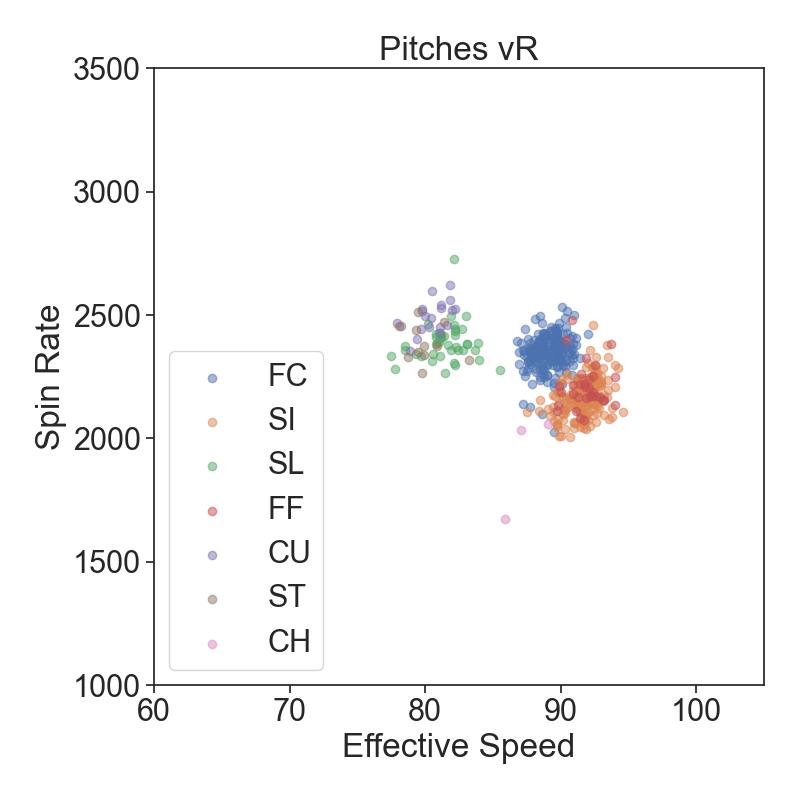 Pitches vR
3500
3000
2500
2000
1500
1000
Spin Rate
FC
SI
SL
FF
CU
ST
CH
60 70 80 90 100
Effective Speed